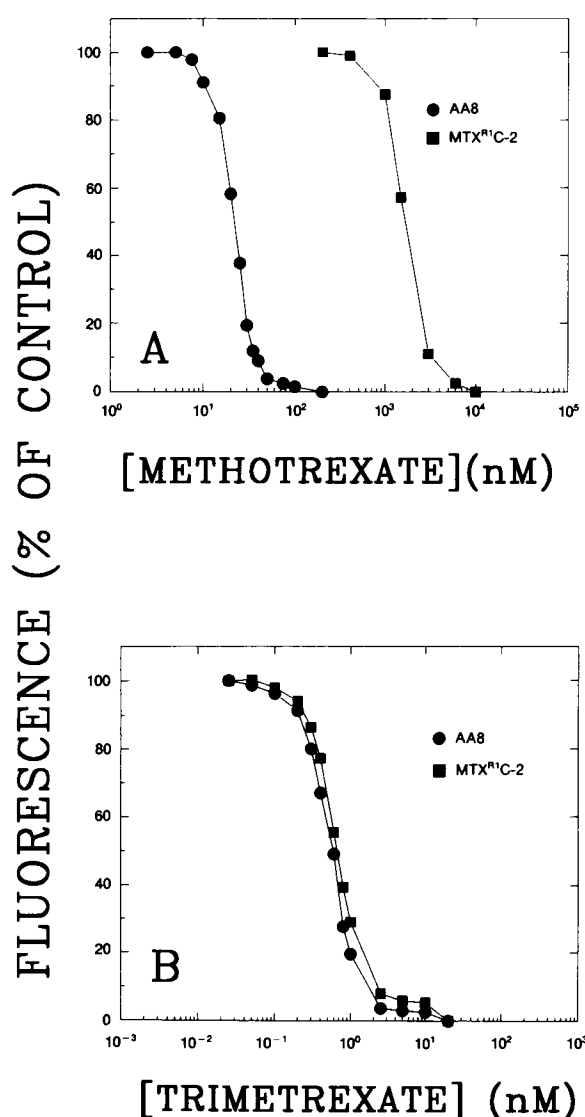 FLUORESCENCE (% OF CONTROL)
100
80
60
40
20
0
AA8
MTXᴿ¹C-2
A
10⁰ 10¹ 10² 10³ 10⁴ 10⁵
[METHOTREXATE](nM)
100
80
60
40
20
0
AA8
MTXᴿ¹C-2
B
10⁻³ 10⁻² 10⁻¹ 10⁰ 10¹ 10² 10³
[TRIMETREXATE] (nM)